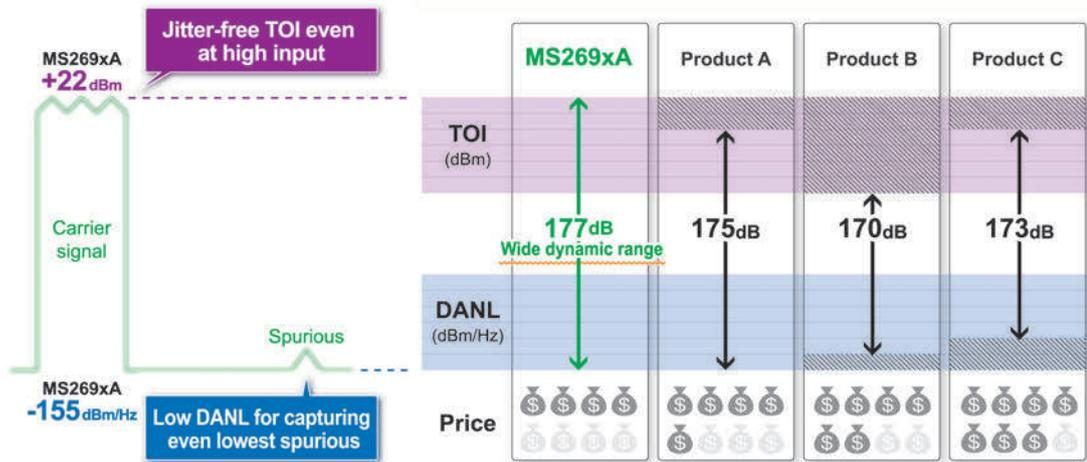 Jitter-free TOI even
at high input
MS269xA
+22dBm
Carrier
signal
Spurious
MS269xA
-155dBm/Hz
Low DANL for capturing
even lowest spurious
MS269xA
Product A
Product B
Product C
TOI
(dBm)
177dB
Wide dynamic range
175dB
170dB
173dB
DANL
(dBm/Hz)
Price
$ $ $ $
$ $ $ $
$ $ $ $
$ $ $ $
$ $ $ $
$ $ $ $
$ $ $ $
$ $ $ $